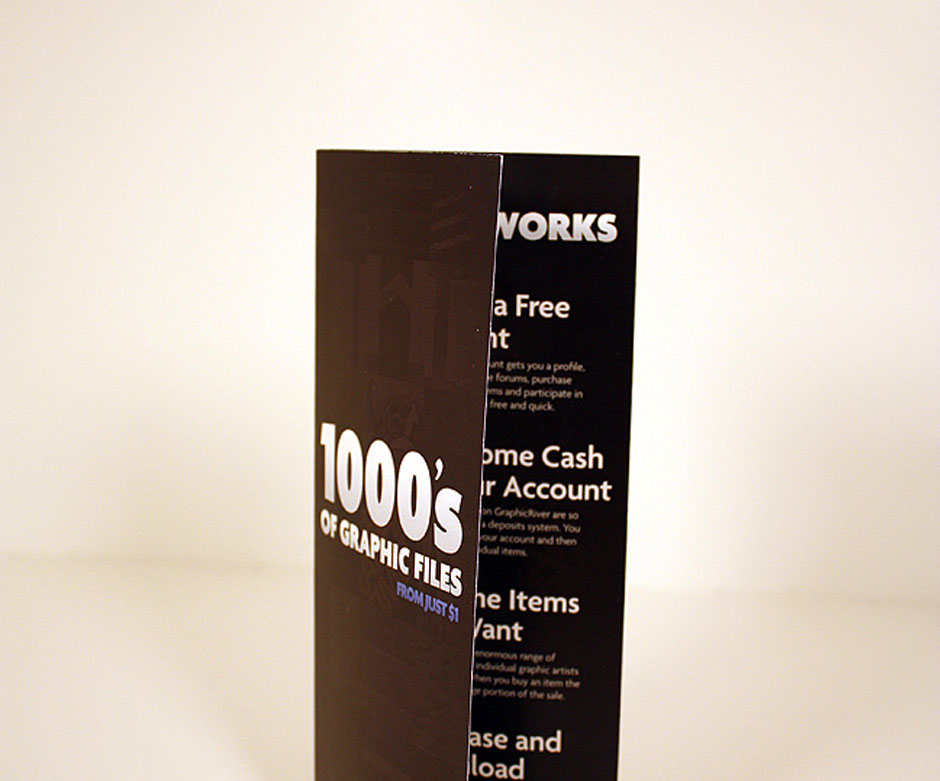 1000's
OF GRAPHIC FILES
FROM JUST $1
WORKS
a Free
nt
unt gets you a profile,
e forums, purchase
ms and participate in
free and quick.
ome Cash
r Account
on GraphicRiver are so
a deposits system. You
your account and then
dual items.
he Items
Want
enormous range of
individual graphic artists
hen you buy an item the
ge portion of the sale.
ase and
load